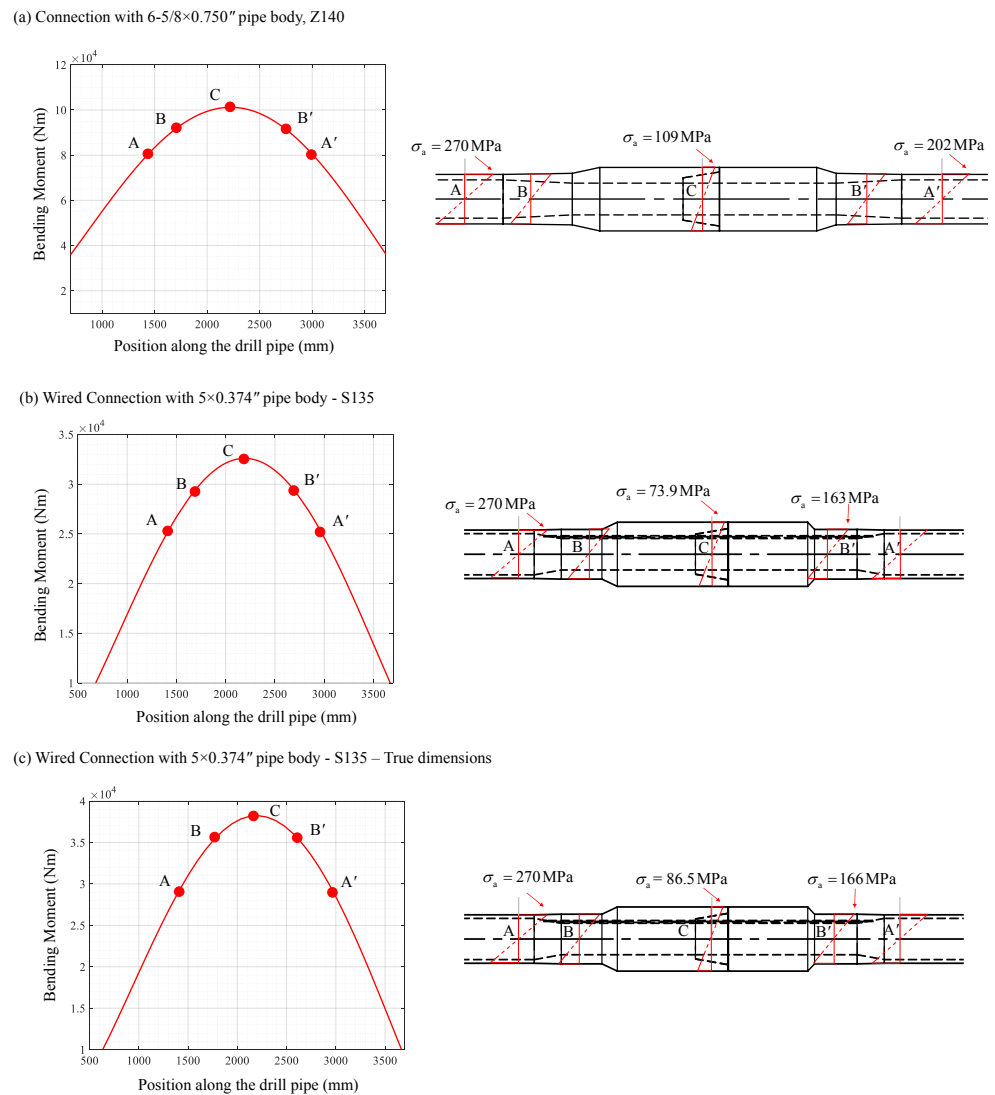 (a) Connection with 6-5/8×0.750″ pipe body, Z140
×10⁴
12
10
8
6
4
2
1000 1500 2000 2500 3000 3500
Bending Moment (Nm)
Position along the drill pipe (mm)
A
B
C
B′
A′
σₐ = 270 MPa
σₐ = 109 MPa
σₐ = 202 MPa
A B C B′ A′
(b) Wired Connection with 5×0.374″ pipe body - S135
×10⁴
3.5
3
2.5
2
1.5
1
500 1000 1500 2000 2500 3000 3500
Bending Moment (Nm)
Position along the drill pipe (mm)
A
B
C
B′
A′
σₐ = 270 MPa
σₐ = 73.9 MPa
σₐ = 163 MPa
A B C B′ A′
(c) Wired Connection with 5×0.374″ pipe body - S135 – True dimensions
×10⁴
4
3.5
3
2.5
2
1.5
1
500 1000 1500 2000 2500 3000 3500
Bending Moment (Nm)
Position along the drill pipe (mm)
A
B
C
B′
A′
σₐ = 270 MPa
σₐ = 86.5 MPa
σₐ = 166 MPa
A B C B′ A′